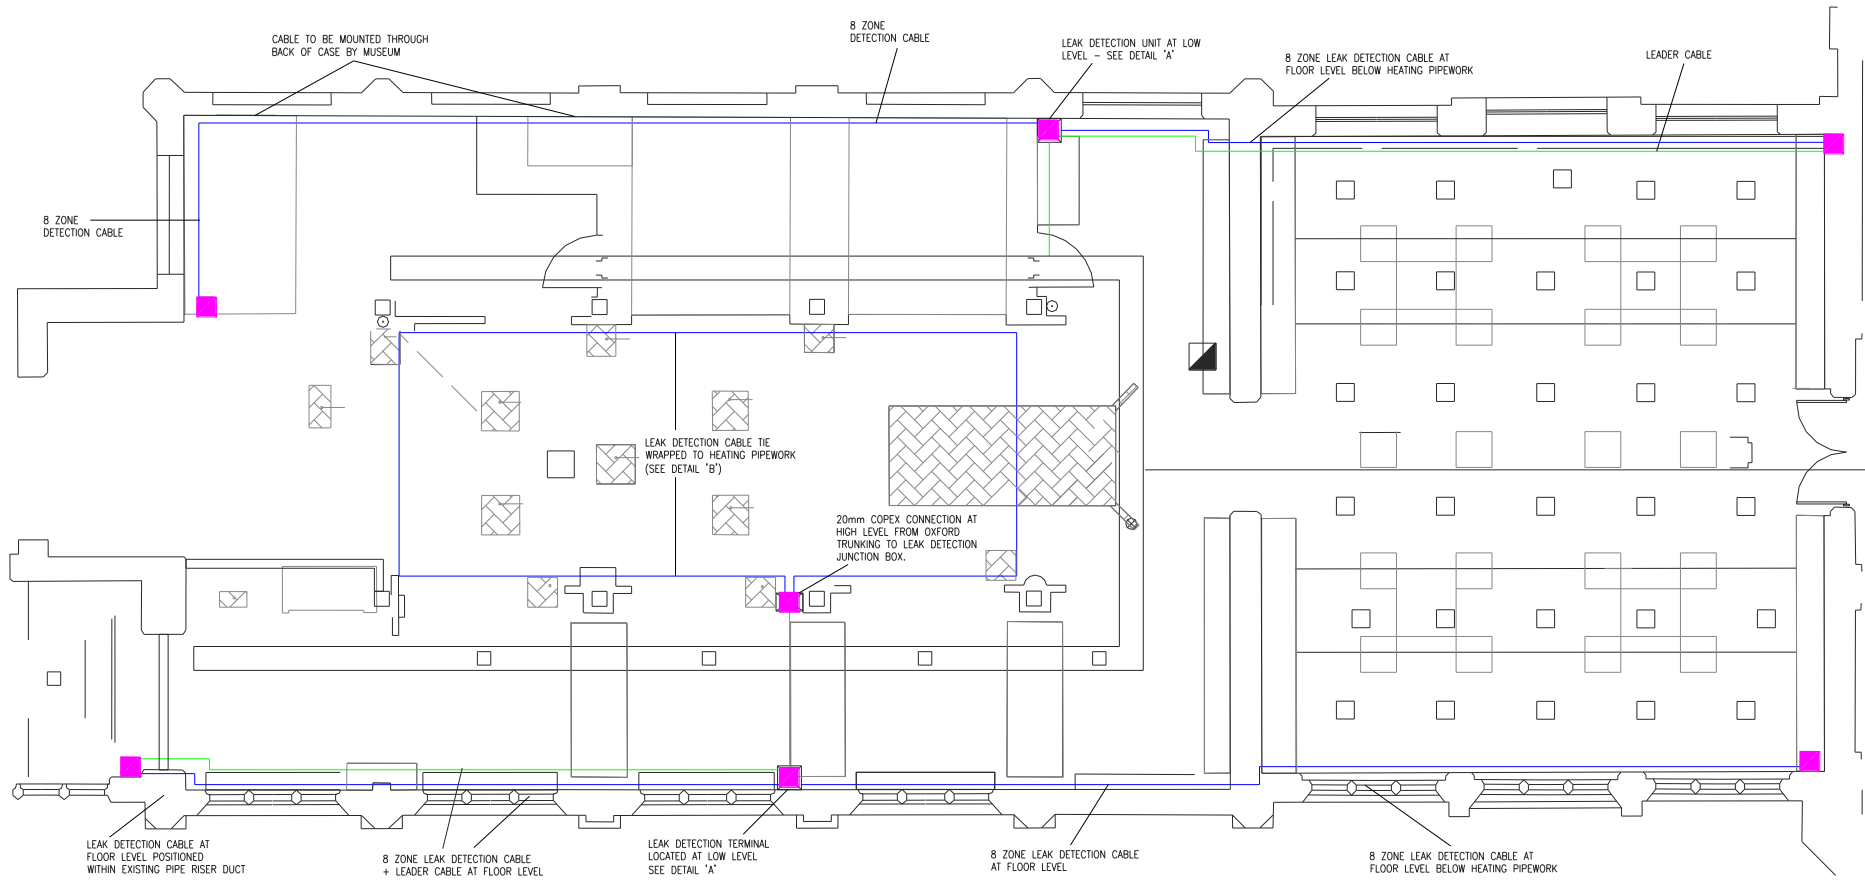 CABLE TO BE MOUNTED THROUGH
BACK OF CASE BY MUSEUM
8 ZONE
DETECTION CABLE
LEAK DETECTION UNIT AT LOW
LEVEL - SEE DETAIL 'A'
8 ZONE LEAK DETECTION CABLE AT
FLOOR LEVEL BELOW HEATING PIPEWORK
LEADER CABLE
8 ZONE
DETECTION CABLE
LEAK DETECTION CABLE TIE
WRAPPED TO HEATING PIPEWORK
(SEE DETAIL 'B')
20mm COPEX CONNECTION AT
HIGH LEVEL FROM OXFORD
TRUNKING TO LEAK DETECTION
JUNCTION BOX.
LEAK DETECTION CABLE AT
FLOOR LEVEL POSITIONED
WITHIN EXISTING PIPE RISER DUCT
8 ZONE LEAK DETECTION CABLE
+ LEADER CABLE AT FLOOR LEVEL
LEAK DETECTION TERMINAL
LOCATED AT LOW LEVEL
SEE DETAIL 'A'
8 ZONE LEAK DETECTION CABLE
AT FLOOR LEVEL
8 ZONE LEAK DETECTION CABLE AT
FLOOR LEVEL BELOW HEATING PIPEWORK